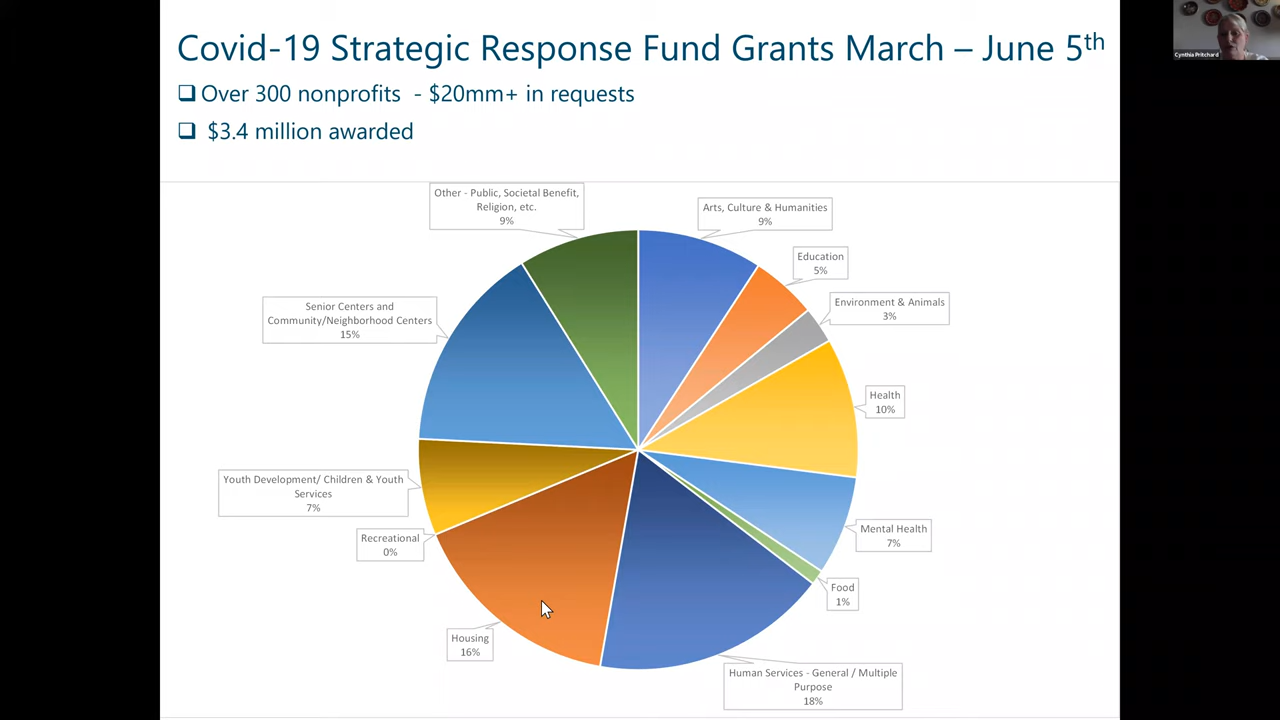 Covid-19 Strategic Response Fund Grants March – June 5th
Over 300 nonprofits - $20mm+ in requests
$3.4 million awarded
Other - Public, Societal Benefit,
Religion, etc.
9%
Arts, Culture & Humanities
9%
Education
5%
Environment & Animals
3%
Senior Centers and
Community/Neighborhood Centers
15%
Health
10%
Youth Development/ Children & Youth
Services
7%
Mental Health
7%
Recreational
0%
Food
1%
Housing
16%
Human Services - General / Multiple
Purpose
18%
Cynthia Pritchard